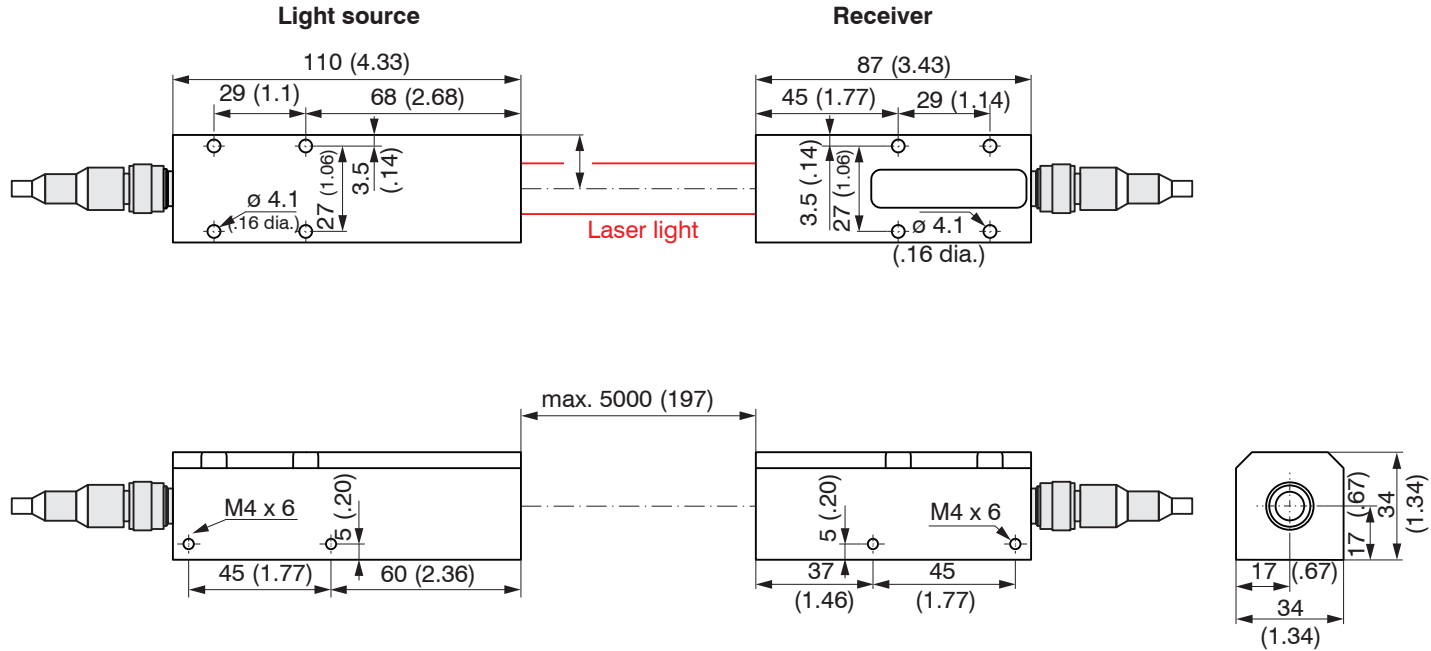 Light source
Receiver
110 (4.33)
87 (3.43)
29 (1.1)
68 (2.68)
45 (1.77)
29 (1.14)
27 (1.06)
3.5
(.14)
ø 4.1
(.16 dia.)
Laser light
3.5 (.14)
27 (1.06)
ø 4.1
(.16 dia.)
max. 5000 (197)
M4 x 6
5 (.20)
45 (1.77)
60 (2.36)
5 (.20)
M4 x 6
37
(1.46)
45
(1.77)
17 (.67)
34
(1.34)
17 (.67)
34
(1.34)